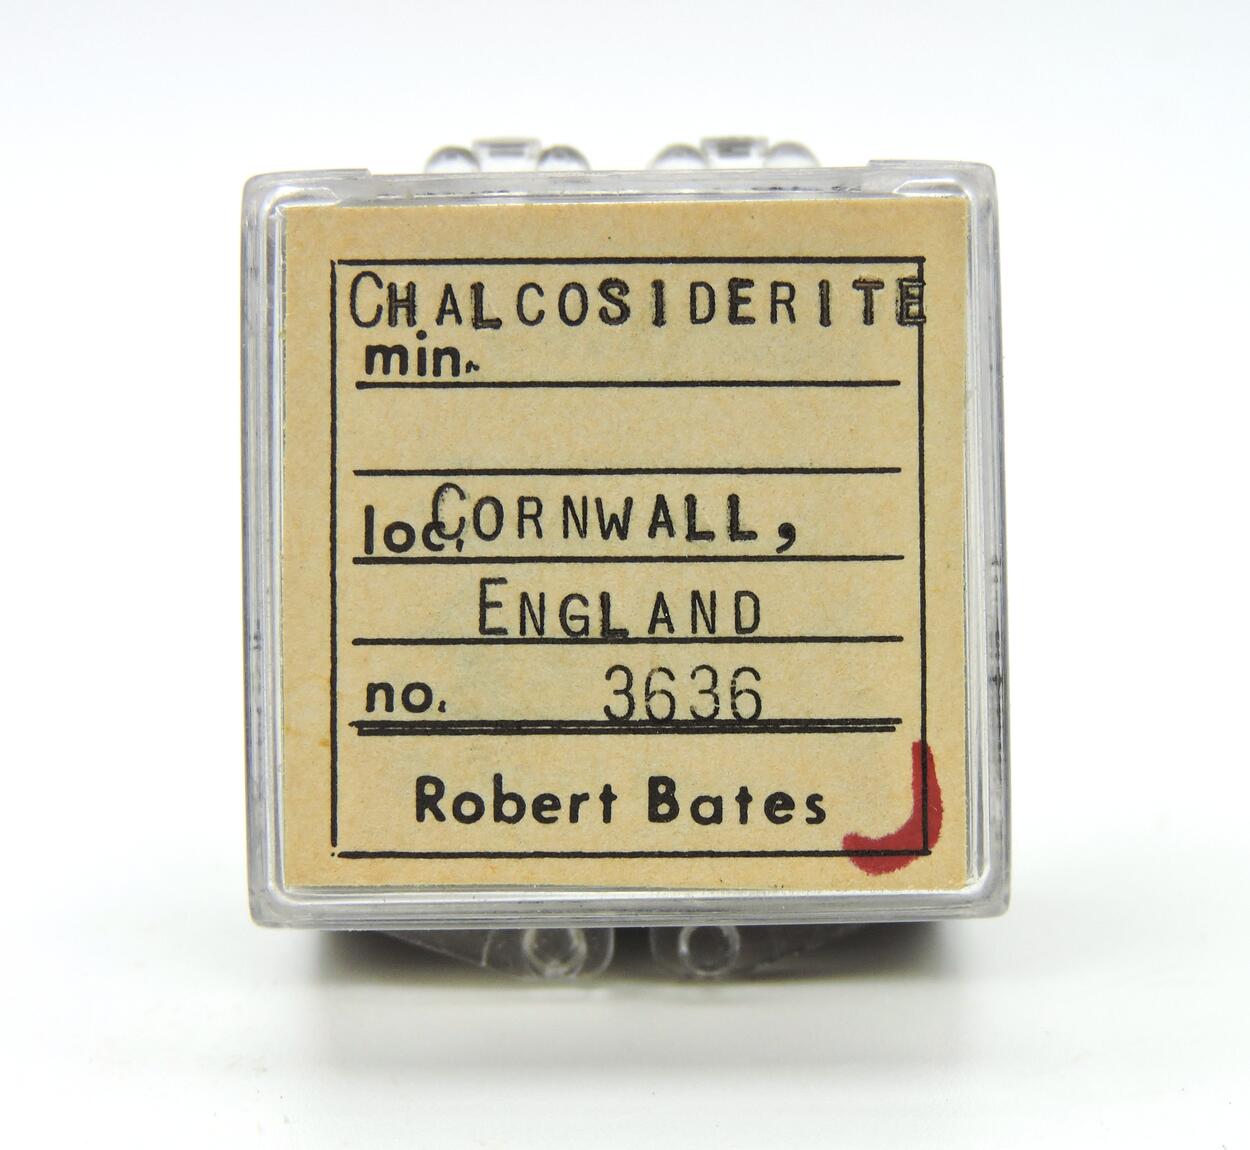 CHALCOSIDERITE
min.
loc. CORNWALL,
ENGLAND
no. 3636
Robert Bates